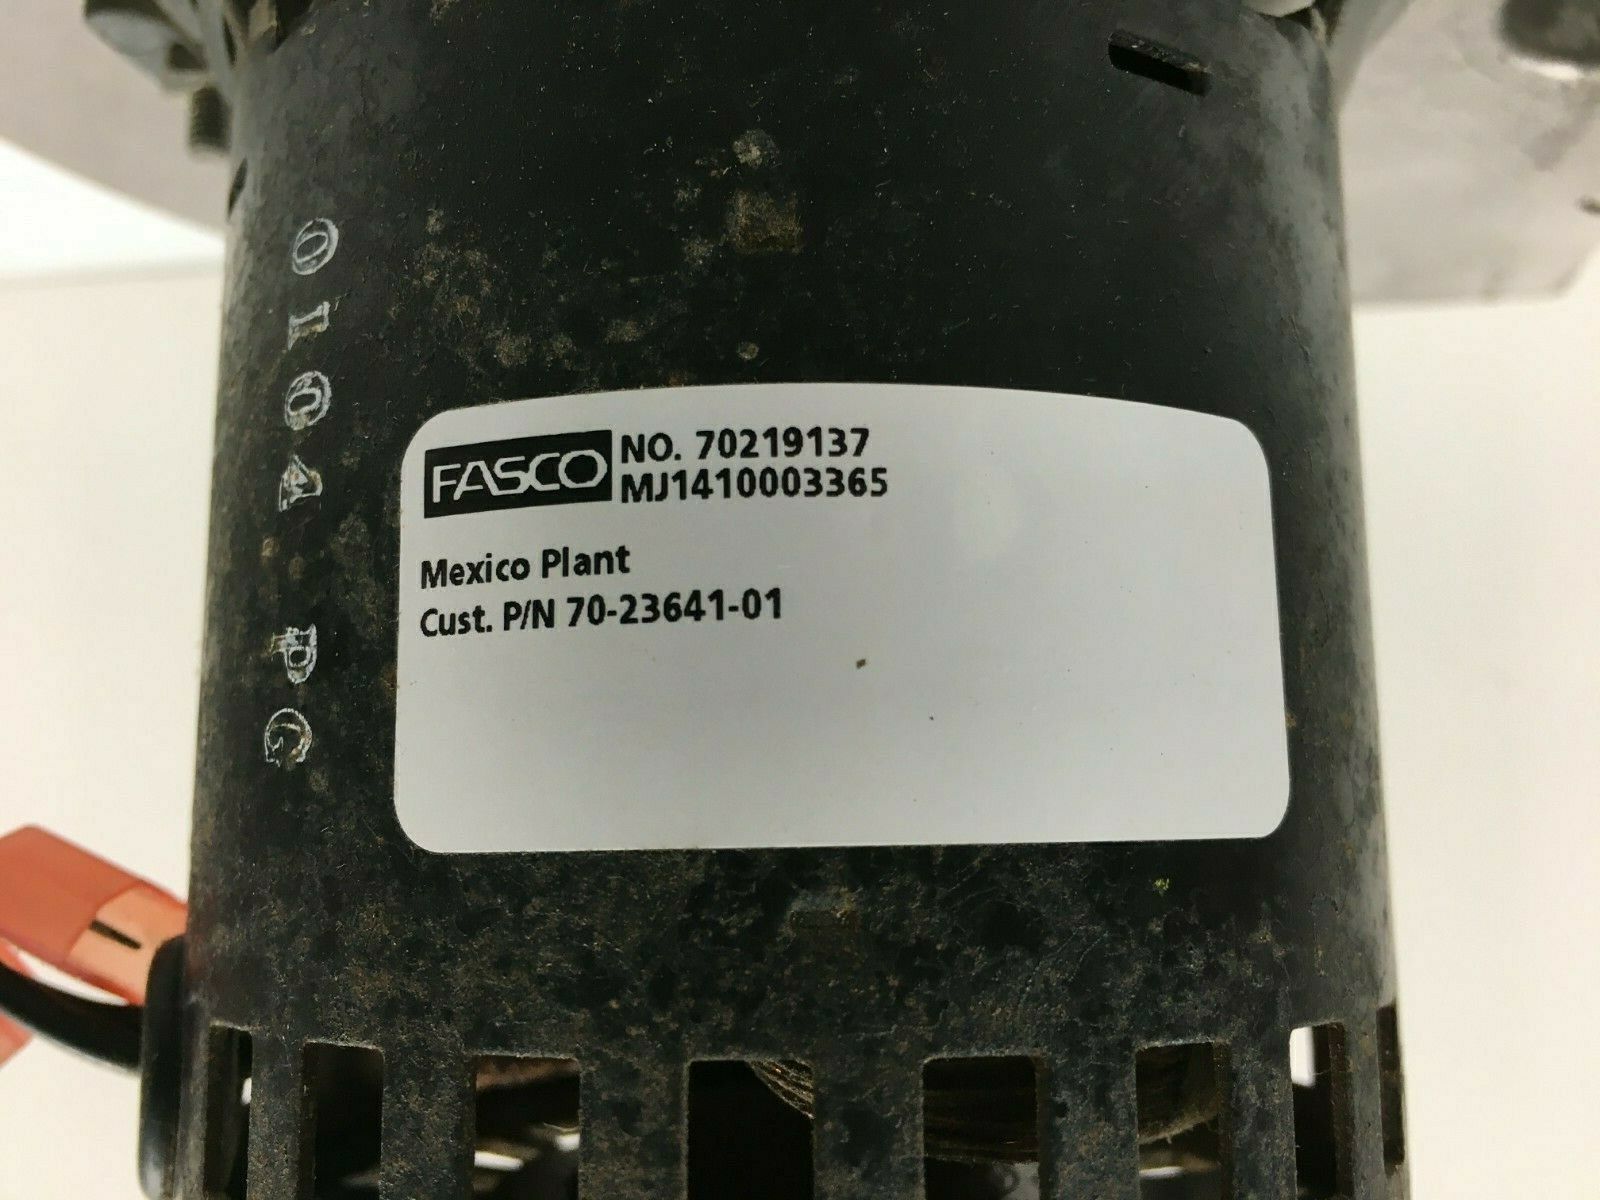 FASCO NO. 70219137
MJ1410003365
Mexico Plant
Cust. P/N 70-23641-01
0104 PG